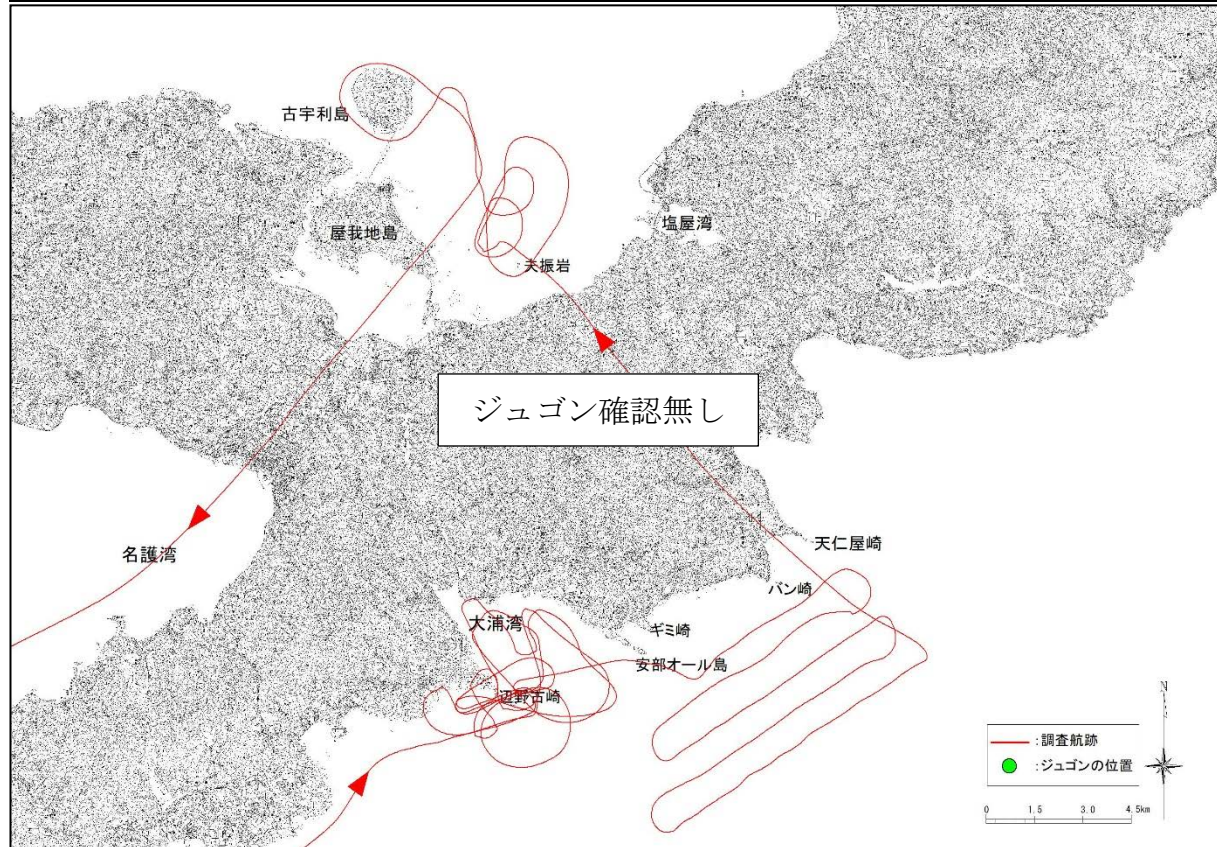 古宇利島
屋我地島
塩屋湾
夫振岩
ジュゴン確認無し
名護湾
天仁屋崎
バン崎
大浦湾
ギミ崎
安部オール島
辺野古崎
N
:調査航跡
:ジュゴンの位置
0 1.5 3.0 4.5km